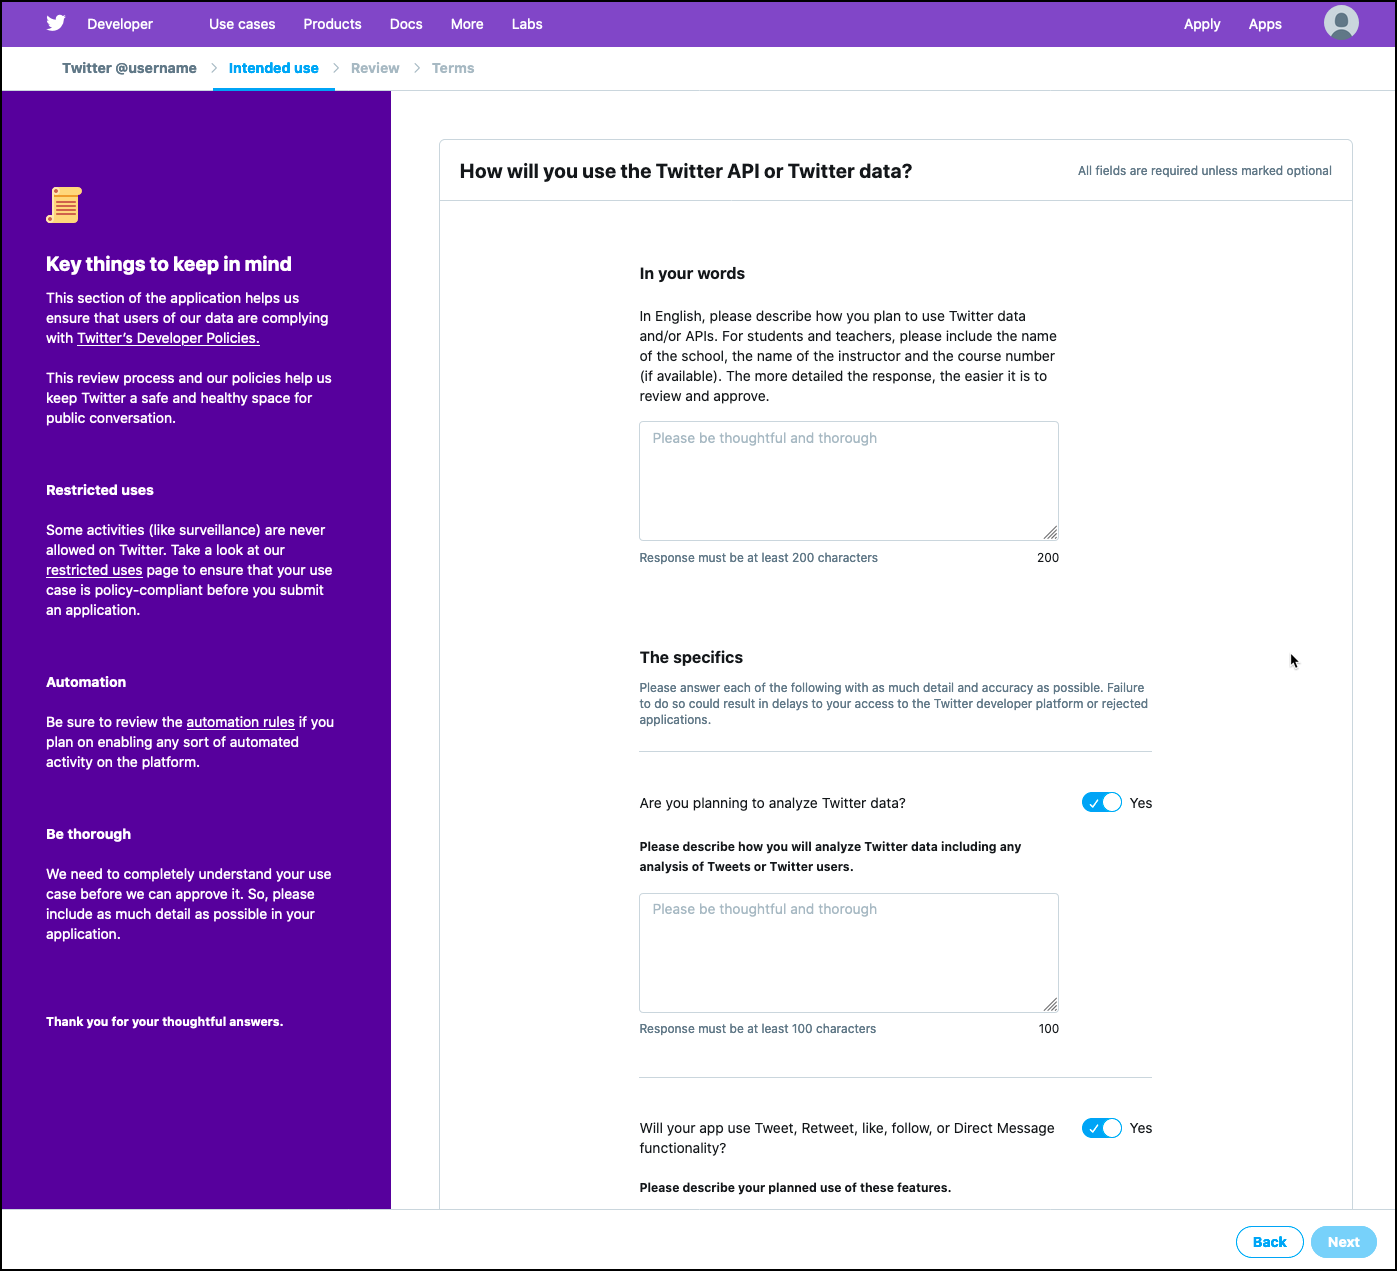 Developer Use cases Products Docs More Labs Apply Apps
Twitter @username Intended use Review Terms
Key things to keep in mind
This section of the application helps us
ensure that users of our data are complying
with Twitter's Developer Policies.
This review process and our policies help us
keep Twitter a safe and healthy space for
public conversation.
Restricted uses
Some activities (like surveillance) are never
allowed on Twitter. Take a look at our
restricted uses page to ensure that your use
case is policy-compliant before you submit
an application.
Automation
Be sure to review the automation rules if you
plan on enabling any sort of automated
activity on the platform.
Be thorough
We need to completely understand your use
case before we can approve it. So, please
include as much detail as possible in your
application.
Thank you for your thoughtful answers.
How will you use the Twitter API or Twitter data?
All fields are required unless marked optional
In your words
In English, please describe how you plan to use Twitter data
and/or APIs. For students and teachers, please include the name
of the school, the name of the instructor and the course number
(if available). The more detailed the response, the easier it is to
review and approve.
Please be thoughtful and thorough
Response must be at least 200 characters 200
The specifics
Please answer each of the following with as much detail and accuracy as possible. Failure
to do so could result in delays to your access to the Twitter developer platform or rejected
applications.
Are you planning to analyze Twitter data? Yes
Please describe how you will analyze Twitter data including any
analysis of Tweets or Twitter users.
Please be thoughtful and thorough
Response must be at least 100 characters 100
Will your app use Tweet, Retweet, like, follow, or Direct Message Yes
functionality?
Please describe your planned use of these features.
Back Next